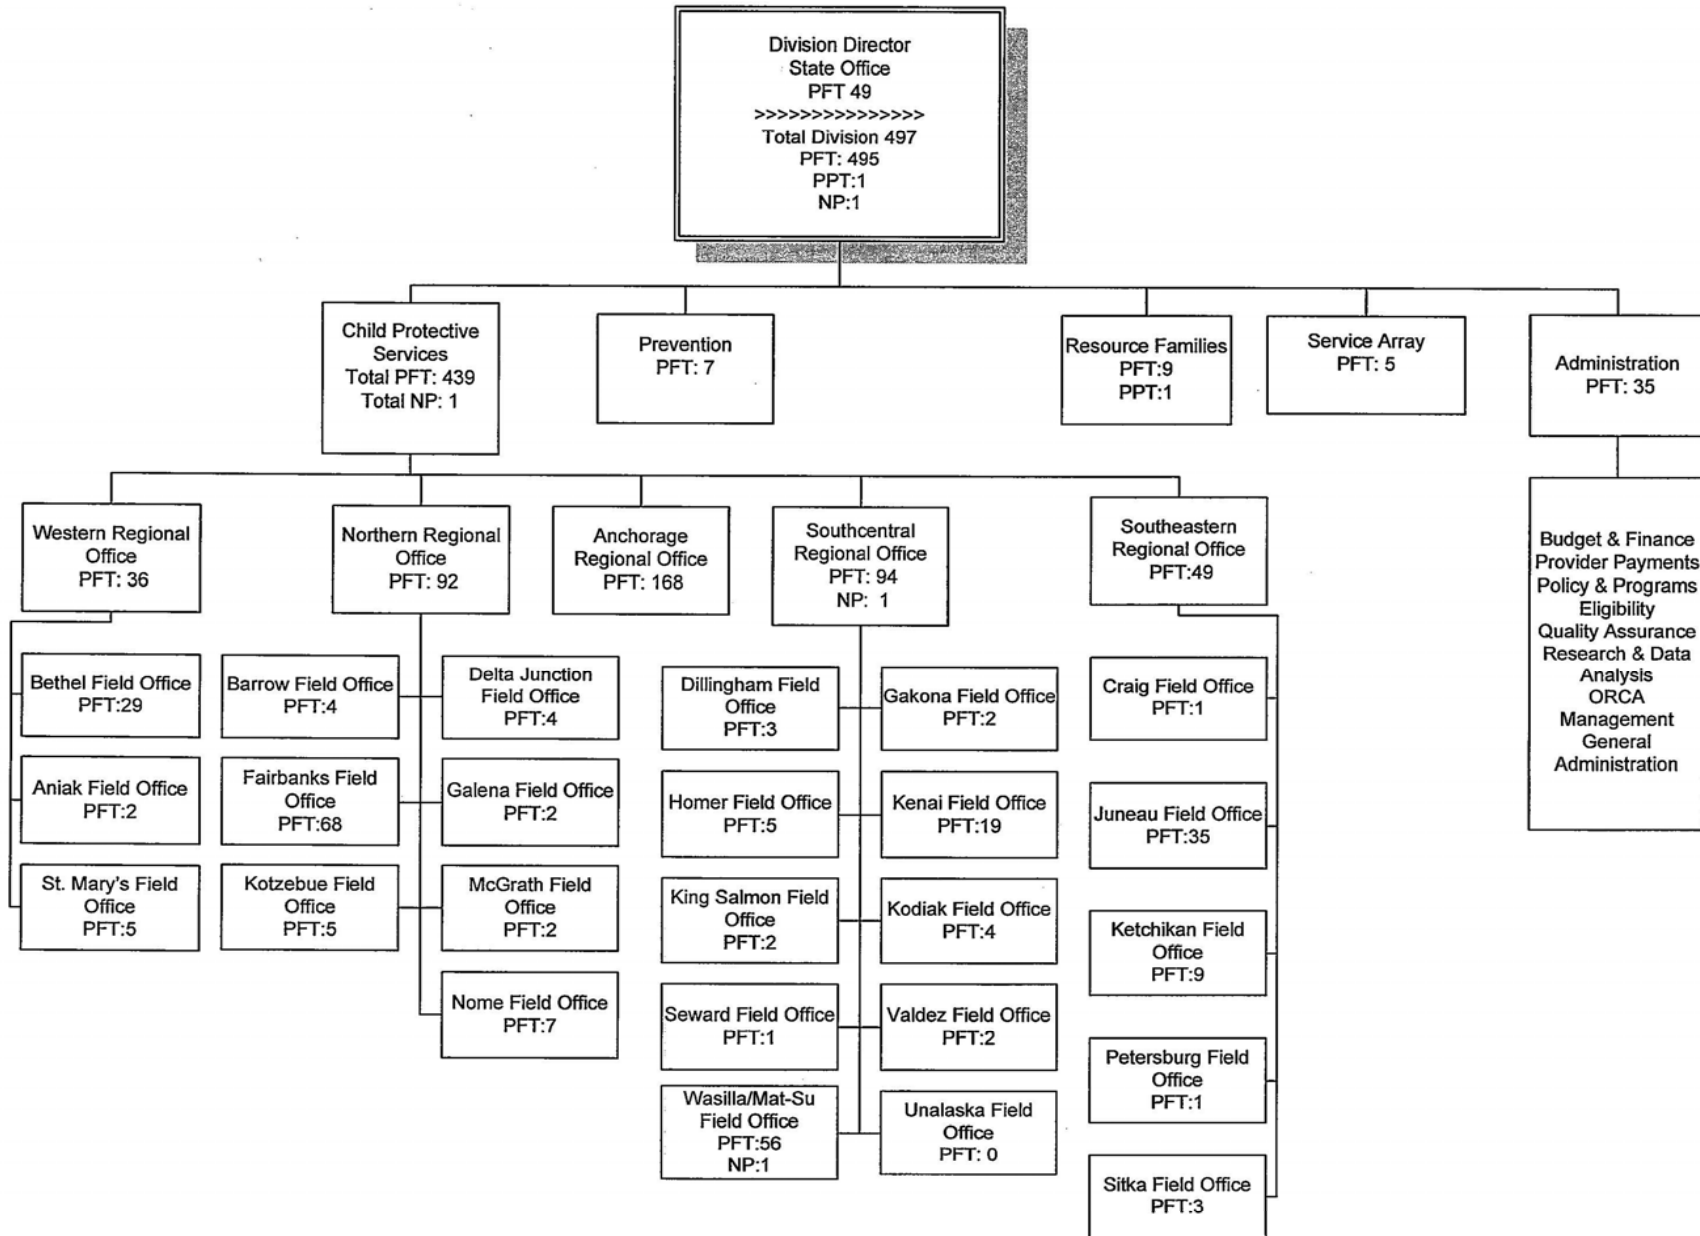 Division Director
State Office
PFT 49
>>>>>>>>>>>>>>>
Total Division 497
PFT: 495
PPT:1
NP:1
Child Protective
Services
Total PFT: 439
Total NP: 1
Prevention
PFT: 7
Resource Families
PFT:9
PPT:1
Service Array
PFT: 5
Administration
PFT: 35
Western Regional
Office
PFT: 36
Northern Regional
Office
PFT: 92
Anchorage
Regional Office
PFT: 168
Southcentral
Regional Office
PFT: 94
NP: 1
Southeastern
Regional Office
PFT:49
Budget & Finance
Provider Payments
Policy & Programs
Eligibility
Quality Assurance
Research & Data
Analysis
ORCA
Management
General
Administration
Bethel Field Office
PFT:29
Aniak Field Office
PFT:2
St. Mary's Field
Office
PFT:5
Barrow Field Office
PFT:4
Delta Junction
Field Office
PFT:4
Fairbanks Field
Office
PFT:68
Galena Field Office
PFT:2
Kotzebue Field
Office
PFT:5
McGrath Field
Office
PFT:2
Nome Field Office
PFT:7
Dillingham Field
Office
PFT:3
Gakona Field Office
PFT:2
Homer Field Office
PFT:5
Kenai Field Office
PFT:19
King Salmon Field
Office
PFT:2
Kodiak Field Office
PFT:4
Seward Field Office
PFT:1
Valdez Field Office
PFT:2
Wasilla/Mat-Su
Field Office
PFT:56
NP:1
Unalaska Field
Office
PFT: 0
Craig Field Office
PFT:1
Juneau Field Office
PFT:35
Ketchikan Field
Office
PFT:9
Petersburg Field
Office
PFT:1
Sitka Field Office
PFT:3